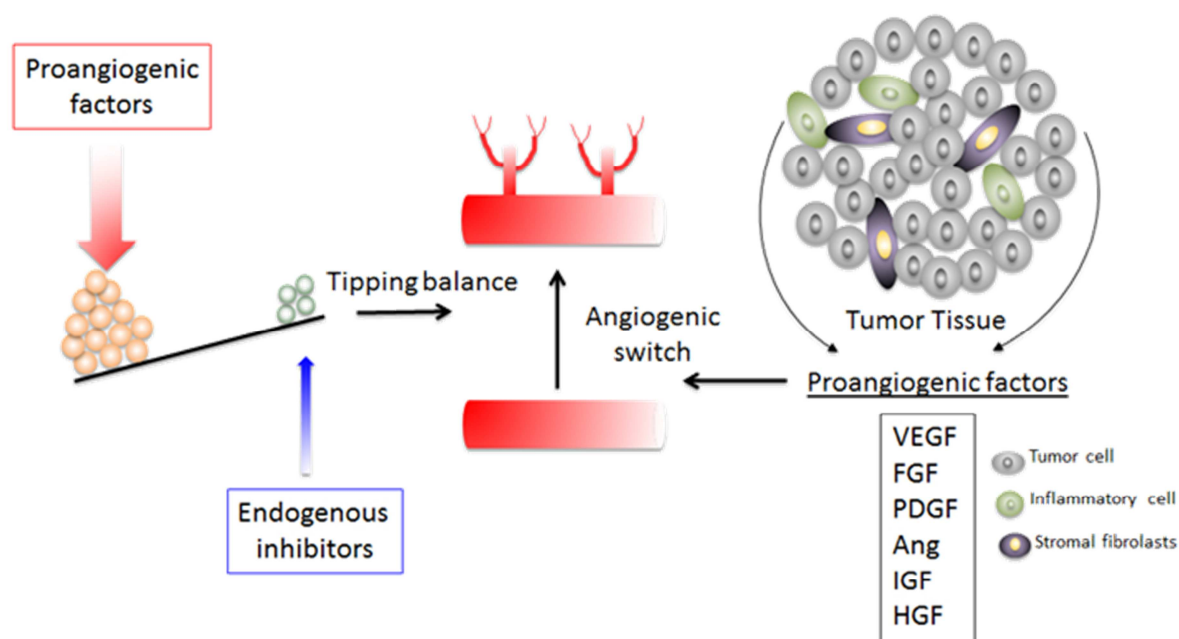 Proangiogenic
factors
Tipping balance
Endogenous
inhibitors
Angiogenic
switch
Tumor Tissue
Proangiogenic factors
VEGF
FGF
PDGF
Ang
IGF
HGF
Tumor cell
Inflammatory cell
Stromal fibrolasts